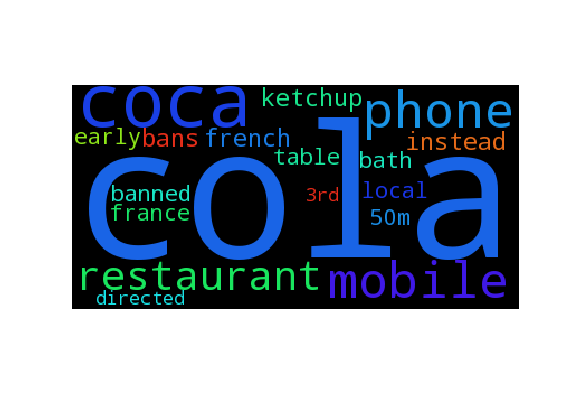 coca ketchup phone
early bans french instead
table bath
cola
banned 3rd local
france 50m
restaurant mobile
directed